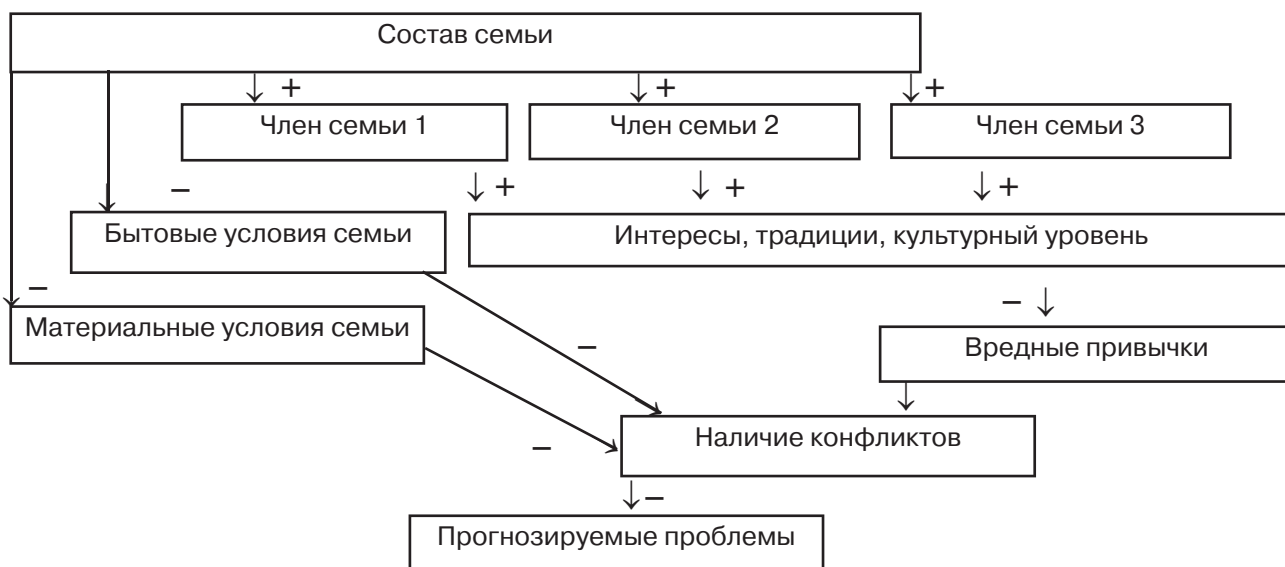 Состав семьи
+ + +
Член семьи 1 Член семьи 2 Член семьи 3
– + + +
Бытовые условия семьи Интересы, традиции, культурный уровень
– –
Материальные условия семьи Вредные привычки
–
Наличие конфликтов
–
–
Прогнозируемые проблемы